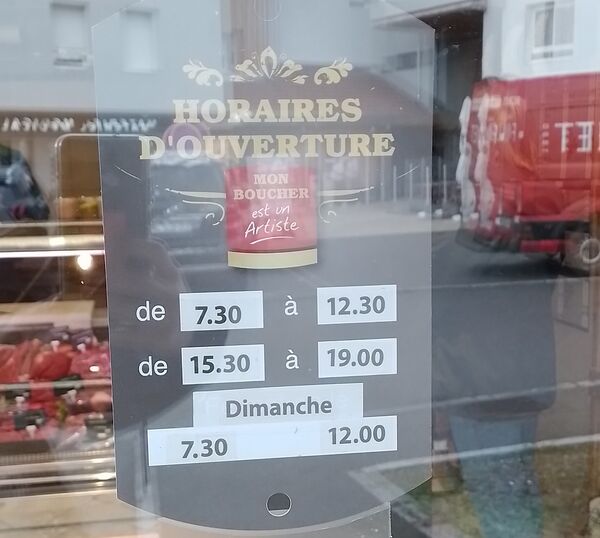 HORAIRES
D'OUVERTURE
MON
BOUCHER
est un
Artiste
de 7.30 à 12.30
de 15.30 à 19.00
Dimanche
7.30 12.00